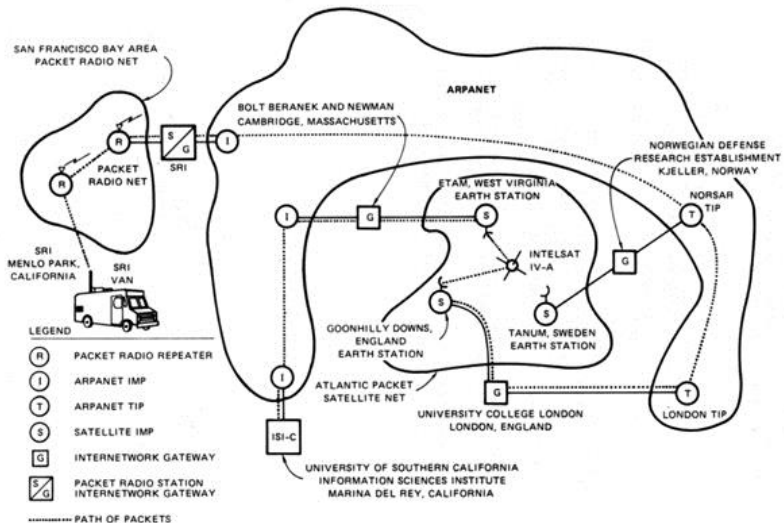 SAN FRANCISCO BAY AREA
PACKET RADIO NET
ARPANET
BOLT BERANEK AND NEWMAN
CAMBRIDGE, MASSACHUSETTS
NORWEGIAN DEFENSE
RESEARCH ESTABLISHMENT
KJELLER, NORWAY
R
S
G
I
SRI
PACKET
RADIO NET
R
ETAM, WEST VIRGINIA
EARTH STATION
NORSAR
TIP
I
G
S
T
SRI
MENLO PARK,
CALIFORNIA
SRI
VAN
INTELSAT
IV-A
G
S
S
GOONHILLY DOWNS,
ENGLAND
EARTH STATION
TANUM, SWEDEN
EARTH STATION
ATLANTIC PACKET
SATELLITE NET
I
G
T
UNIVERSITY COLLEGE LONDON
LONDON, ENGLAND
LONDON TIP
ISI-C
UNIVERSITY OF SOUTHERN CALIFORNIA
INFORMATION SCIENCES INSTITUTE
MARINA DEL REY, CALIFORNIA
LEGEND
R PACKET RADIO REPEATER
I ARPANET IMP
T ARPANET TIP
S SATELLITE IMP
G INTERNETWORK GATEWAY
S
G
PACKET RADIO STATION
INTERNETWORK GATEWAY
PATH OF PACKETS